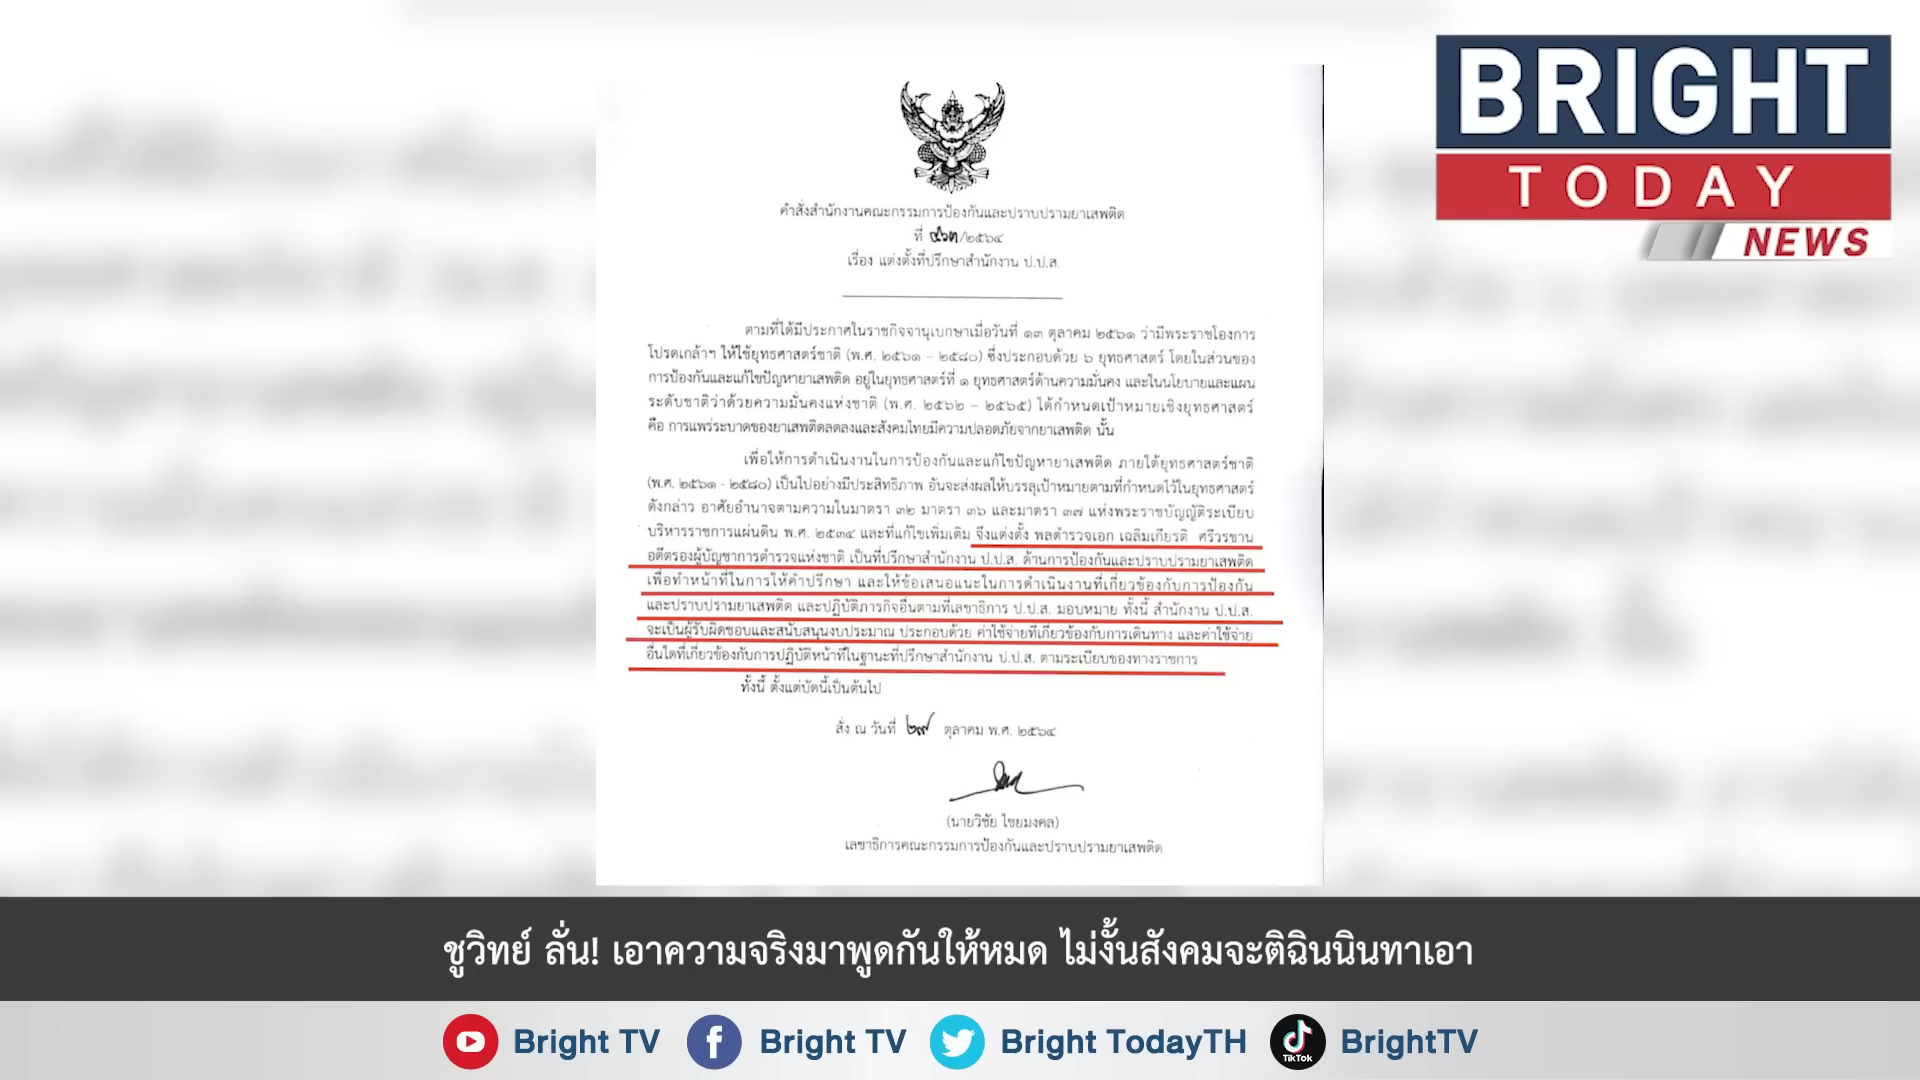 BRIGHT
TODAY
NEWS
คำสั่งสำนักงานคณะกรรมการป้องกันและปราบปรามยาเสพติด
ที่ ๔๖๓/๒๕๖๔
เรื่อง แต่งตั้งที่ปรึกษาสำนักงาน ป.ป.ส.
ตามที่ได้มีประกาศในราชกิจจานุเบกษาเมื่อวันที่ ๑๓ ตุลาคม ๒๕๖๑ ว่ามีพระราชโองการ
โปรดเกล้าฯ ให้ใช้ยุทธศาสตร์ชาติ (พ.ศ. ๒๕๖๑ – ๒๕๘๐) ซึ่งประกอบด้วย ๖ ยุทธศาสตร์ โดยในส่วนของ
การป้องกันและแก้ไขปัญหายาเสพติด อยู่ในยุทธศาสตร์ที่ ๑ ยุทธศาสตร์ด้านความมั่นคง และในนโยบายและแผน
ระดับชาติว่าด้วยความมั่นคงแห่งชาติ (พ.ศ. ๒๕๖๒ – ๒๕๖๕) ได้กำหนดเป้าหมายเชิงยุทธศาสตร์
คือ การแพร่ระบาดของยาเสพติดลดลงและสังคมไทยมีความปลอดภัยจากยาเสพติด นั้น
เพื่อให้การดำเนินงานในการป้องกันและแก้ไขปัญหายาเสพติด ภายใต้ยุทธศาสตร์ชาติ
(พ.ศ. ๒๕๖๑ - ๒๕๘๐) เป็นไปอย่างมีประสิทธิภาพ อันจะส่งผลให้บรรลุเป้าหมายตามที่กำหนดไว้ในยุทธศาสตร์
ดังกล่าว อาศัยอำนาจตามความในมาตรา ๓๒ มาตรา ๓๖ และมาตรา ๓๗ แห่งพระราชบัญญัติระเบียบ
บริหารราชการแผ่นดิน พ.ศ. ๒๕๓๔ และที่แก้ไขเพิ่มเติม จึงแต่งตั้ง พลตำรวจเอก เฉลิมเกียรติ ศรีวรขาน
อดีตรองผู้บัญชาการตำรวจแห่งชาติ เป็นที่ปรึกษาสำนักงาน ป.ป.ส. ด้านการป้องกันและปราบปรามยาเสพติด
เพื่อทำหน้าที่ในการให้คำปรึกษา และให้ข้อเสนอแนะในการดำเนินงานที่เกี่ยวข้องกับการป้องกัน
และปราบปรามยาเสพติด และปฏิบัติภารกิจอื่นตามที่เลขาธิการ ป.ป.ส. มอบหมาย ทั้งนี้ สำนักงาน ป.ป.ส.
จะเป็นผู้รับผิดชอบและสนับสนุนงบประมาณ ประกอบด้วย ค่าใช้จ่ายที่เกี่ยวข้องกับการเดินทาง และค่าใช้จ่าย
อื่นใดที่เกี่ยวข้องกับการปฏิบัติหน้าที่ในฐานะที่ปรึกษาสำนักงาน ป.ป.ส. ตามระเบียบของทางราชการ
ทั้งนี้ ตั้งแต่บัดนี้เป็นต้นไป
สั่ง ณ วันที่ ๒๙ ตุลาคม พ.ศ. ๒๕๖๔
(นายวิชัย ไชยมงคล)
เลขาธิการคณะกรรมการป้องกันและปราบปรามยาเสพติด
ชูวิทย์ ลั่น! เอาความจริงมาพูดกันให้หมด ไม่งั้นสังคมจะติฉินนินทาเอา
Bright TV Bright TV Bright TodayTH TikTok BrightTV